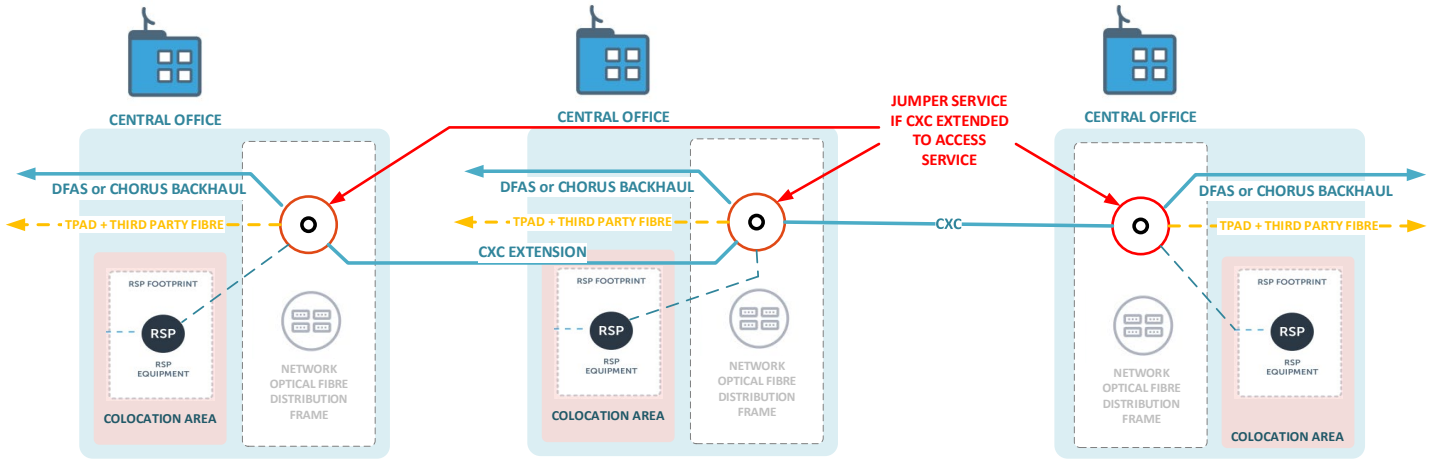 CENTRAL OFFICE
DFAS or CHORUS BACKHAUL
TPAD + THIRD PARTY FIBRE
CXC EXTENSION
RSP FOOTPRINT
RSP
RSP
EQUIPMENT
COLOCATION AREA
NETWORK
OPTICAL FIBRE
DISTRIBUTION
FRAME
CENTRAL OFFICE
DFAS or CHORUS BACKHAUL
TPAD + THIRD PARTY FIBRE
RSP FOOTPRINT
RSP
RSP
EQUIPMENT
COLOCATION AREA
NETWORK
OPTICAL FIBRE
DISTRIBUTION
FRAME
JUMPER SERVICE
IF CXC EXTENDED
TO ACCESS
SERVICE
CXC
CENTRAL OFFICE
DFAS or CHORUS BACKHAUL
TPAD + THIRD PARTY FIBRE
NETWORK
OPTICAL FIBRE
DISTRIBUTION
FRAME
RSP FOOTPRINT
RSP
RSP
EQUIPMENT
COLOCATION AREA